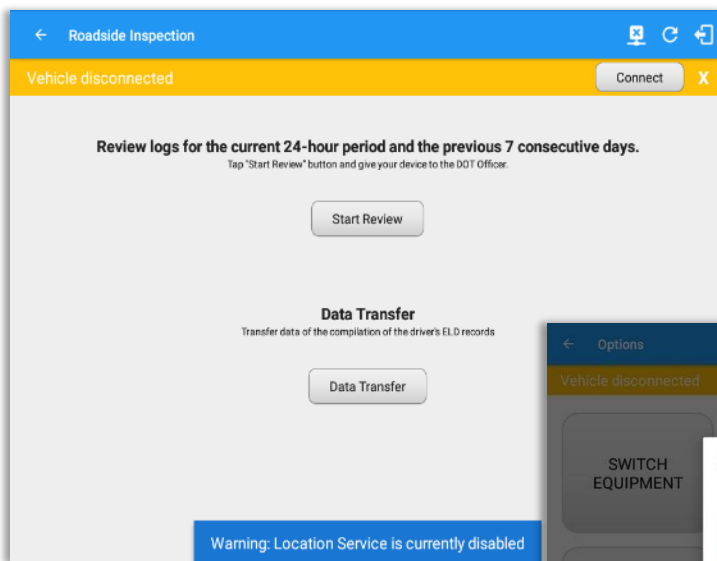 Roadside Inspection
Vehicle disconnected
Connect
X
Review logs for the current 24-hour period and the previous 7 consecutive days.
Tap "Start Review" button and give your device to the DOT Officer.
Start Review
Data Transfer
Transfer data of the compilation of the driver's ELD records
Data Transfer
Warning: Location Service is currently disabled
Options
Vehicle disconnected
SWITCH
EQUIPMENT